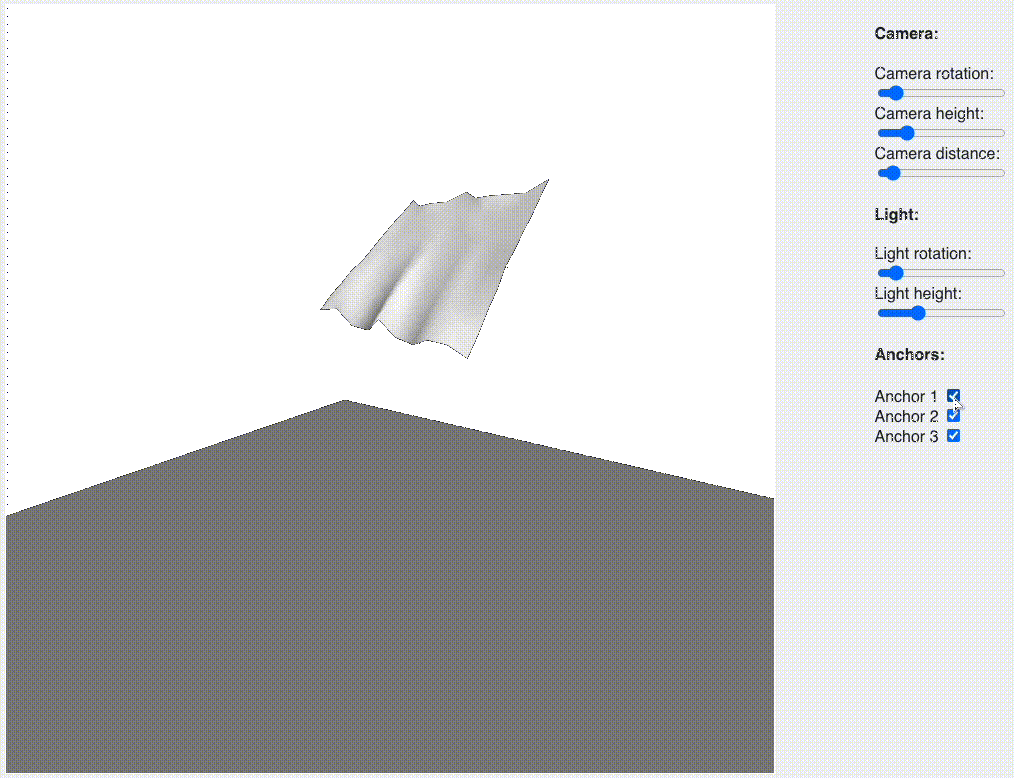 Camera:
Camera rotation:
Camera height:
Camera distance:
Light:
Light rotation:
Light height:
Anchors:
Anchor 1
Anchor 2
Anchor 3